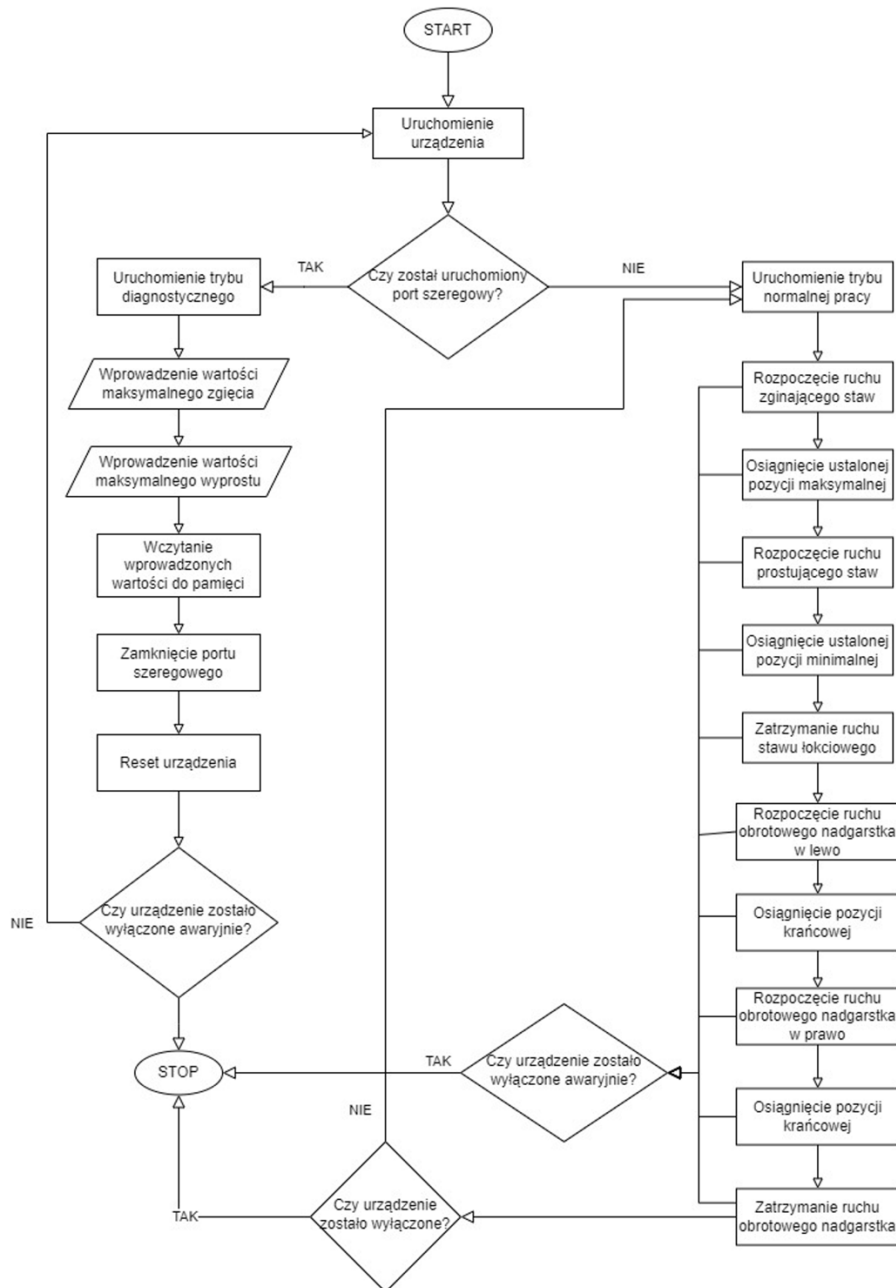 START
Uruchomienie
urządzenia
Czy został uruchomiony
port szeregowy?
TAK
NIE
Uruchomienie trybu
diagnostycznego
Wprowadzenie wartości
maksymalnego zgięcia
Wprowadzenie wartości
maksymalnego wyprostu
Wczytanie
wprowadzonych
wartości do pamięci
Zamknięcie portu
szeregowego
Reset urządzenia
Czy urządzenie zostało
wyłączone awaryjnie?
NIE
STOP
Uruchomienie trybu
normalnej pracy
Rozpoczęcie ruchu
zginającego staw
Osiągnięcie ustalonej
pozycji maksymalnej
Rozpoczęcie ruchu
prostującego staw
Osiągnięcie ustalonej
pozycji minimalnej
Zatrzymanie ruchu
stawu łokciowego
Rozpoczęcie ruchu
obrotowego nadgarstka
w lewo
Osiągnięcie pozycji
krańcowej
Rozpoczęcie ruchu
obrotowego nadgarstka
w prawo
Osiągnięcie pozycji
krańcowej
Zatrzymanie ruchu
obrotowego nadgarstka
Czy urządzenie zostało
wyłączone awaryjnie?
TAK
NIE
Czy urządzenie
zostało wyłączone?
TAK